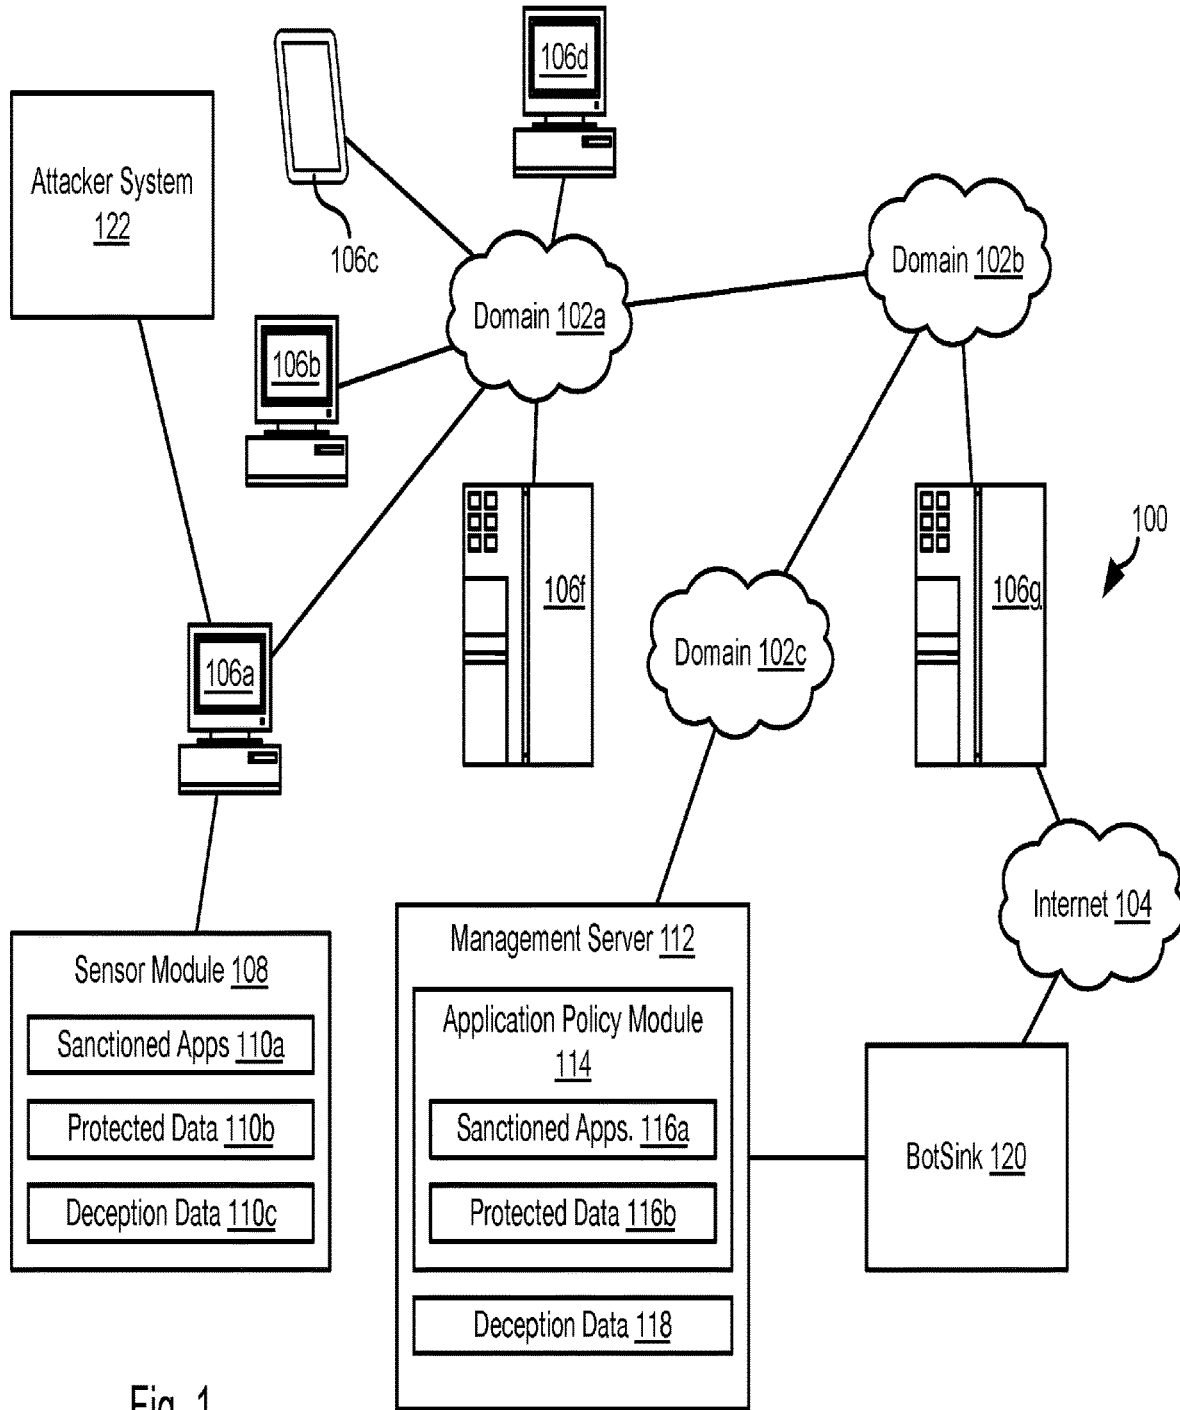 106d
Attacker System
122
106c
Domain 102a
Domain 102b
106b
100
106f
106g
Domain 102c
106a
Internet 104
Sensor Module 108
Sanctioned Apps 110a
Protected Data 110b
Deception Data 110c
Management Server 112
Application Policy Module
114
Sanctioned Apps. 116a
Protected Data 116b
Deception Data 118
BotSink 120
Fig. 1